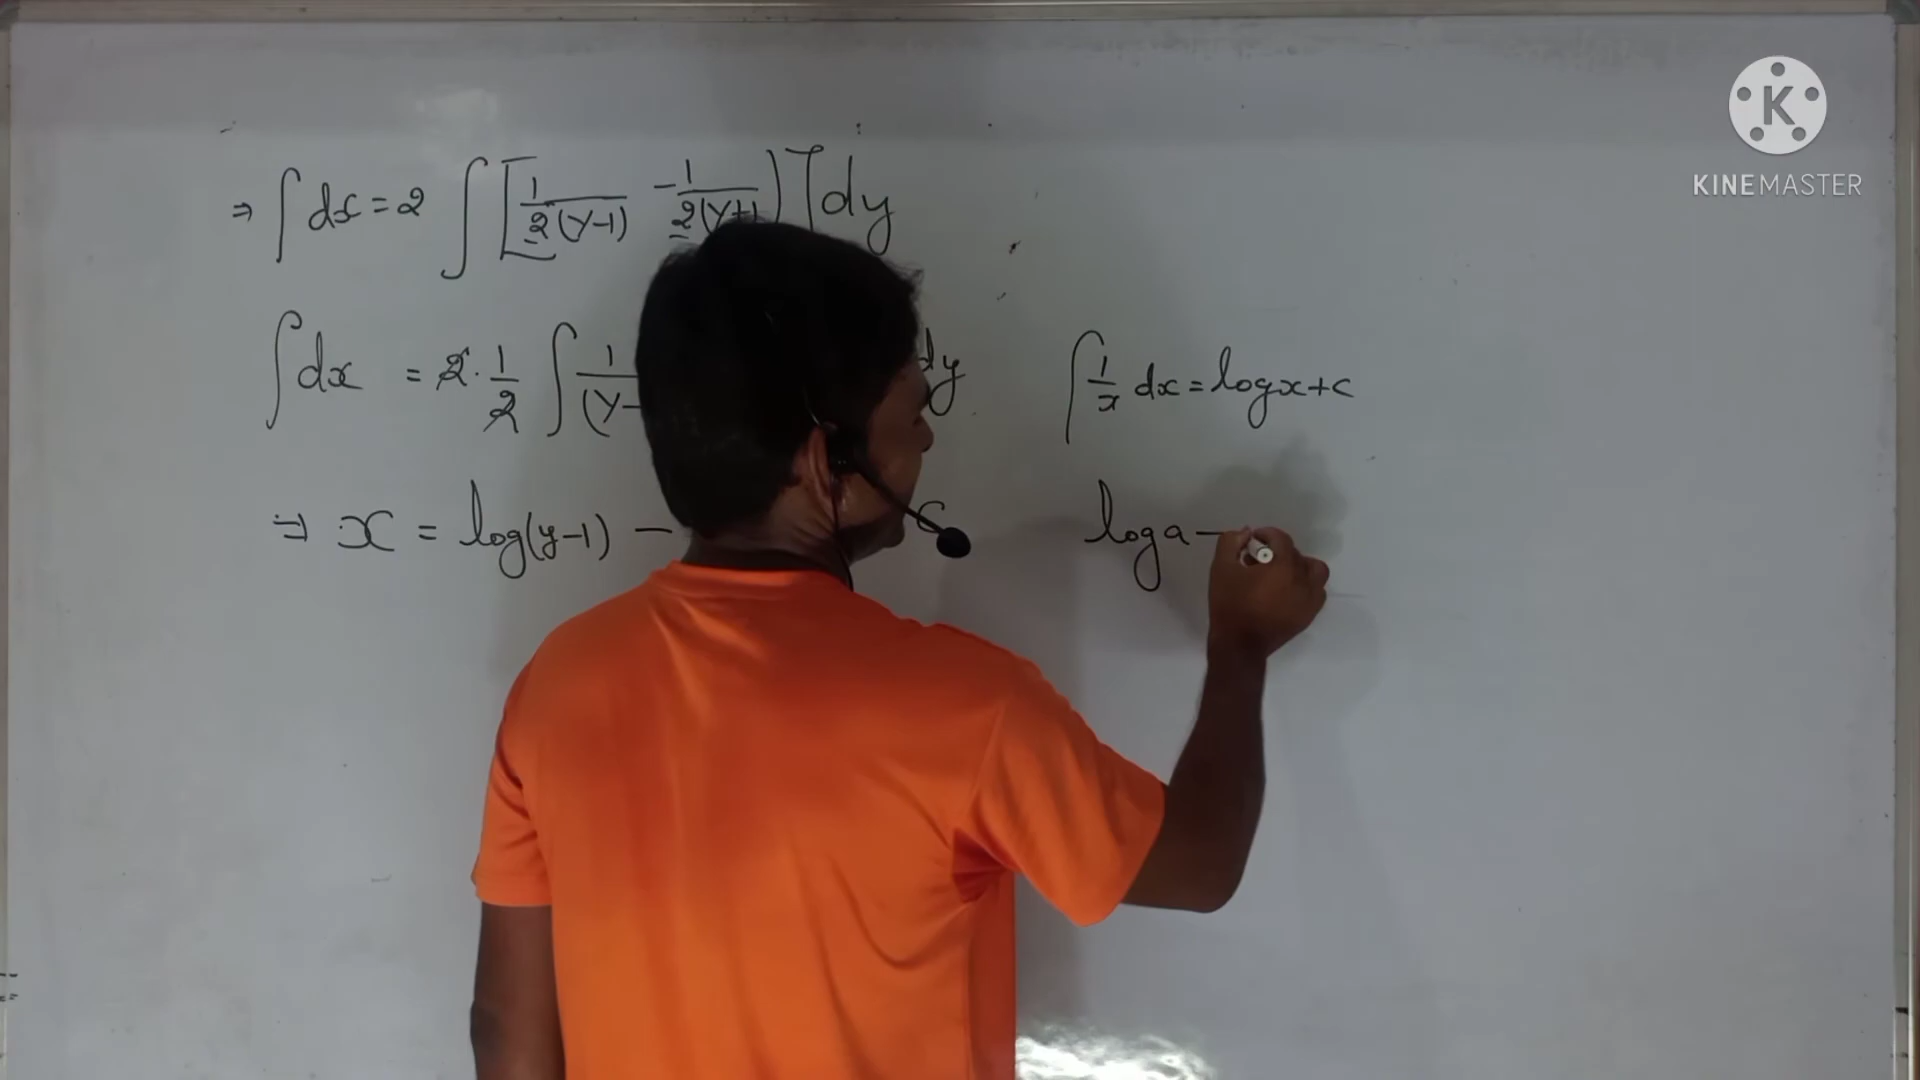 ⇒ ∫ dx = 2 ∫ [ 1/2(y-1) - 1/2(y+1) ] dy
∫ dx = 2 · 1/2 ∫ 1/(y- dy
∫ 1/x dx = log x + c
⇒ x = log(y-1) - c
log a -
K
KINEMASTER